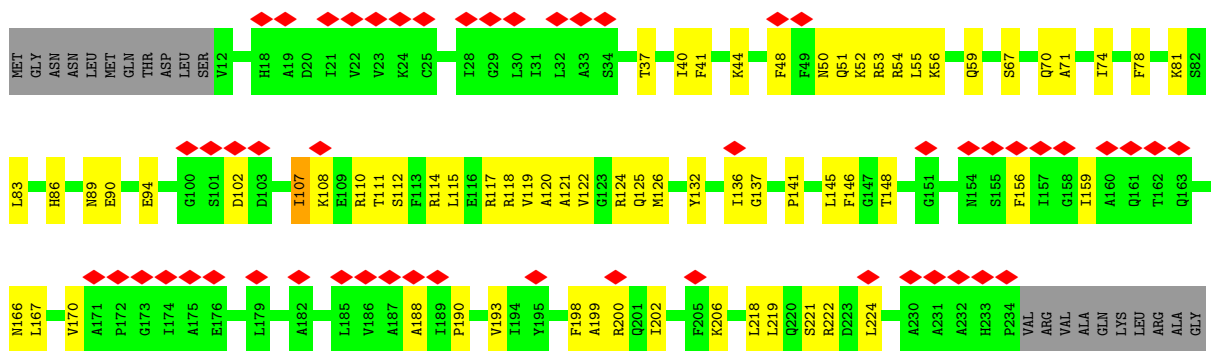 MET GLY ASN ASN LEU MET GLN THR ASP LEU SER V12 H18 A19 D20 I21 V22 V23 K24 C25 I28 G29 L30 I31 L32 A33 S34 T37 I40 F41 K44 F48 F49 N50 Q51 K52 R53 R54 L55 K56 Q59 S67 Q70 A71 I74 F78 K81 S82
L83 H86 N89 E90 E94 G100 S101 D102 D103 I107 K108 E109 R110 T111 S112 F113 R114 L115 E116 R117 R118 V119 A120 A121 V122 G123 R124 Q125 M126 Y132 I136 G137 P141 L145 F146 G147 T148 G151 N154 S155 F156 I157 G158 I159 A160 Q161 T162 Q163
N166 L167 V170 A171 P172 G173 I174 A175 E176 L179 A182 L185 V186 A187 A188 I189 P190 V193 I194 Y195 F198 A199 R200 Q201 I202 F205 K206 L218 L219 Q220 S221 R222 D223 L224 A230 A231 A232 H233 P234 VAL ARG VAL ALA GLN LYS LEU ARG ALA GLY